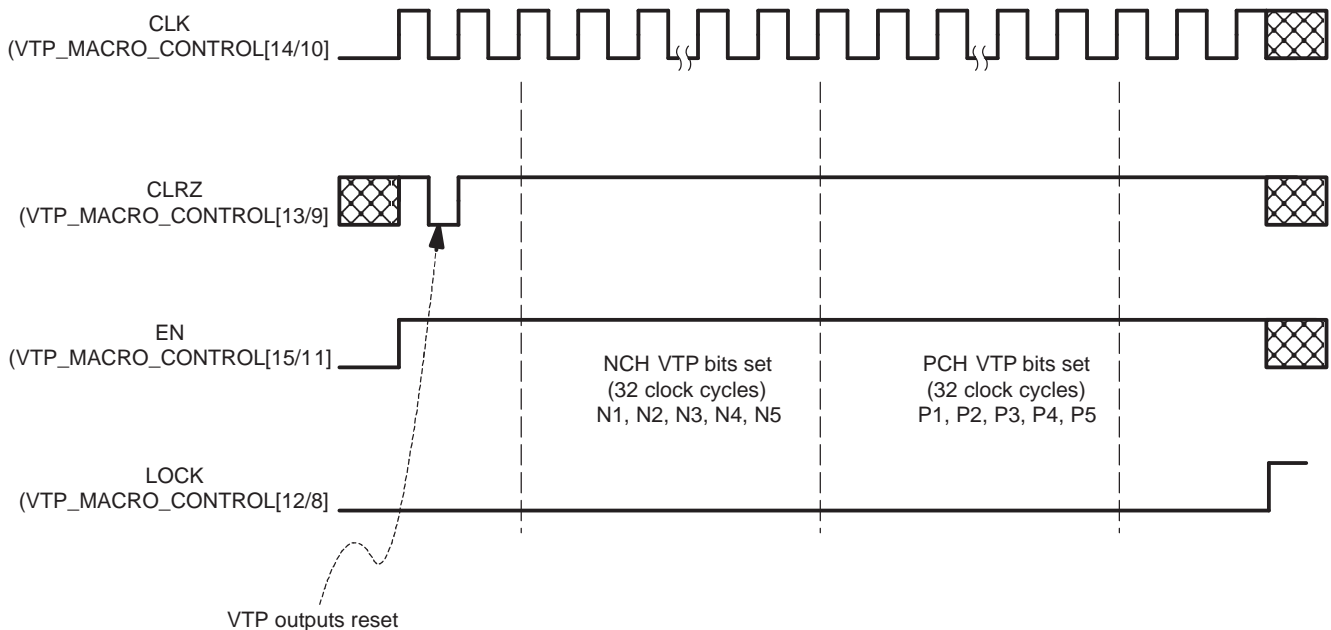 CLK
(VTP_MACRO_CONTROL[14/10]
CLRZ
(VTP_MACRO_CONTROL[13/9]
EN
(VTP_MACRO_CONTROL[15/11]
NCH VTP bits set
(32 clock cycles)
N1, N2, N3, N4, N5
PCH VTP bits set
(32 clock cycles)
P1, P2, P3, P4, P5
LOCK
(VTP_MACRO_CONTROL[12/8]
VTP outputs reset